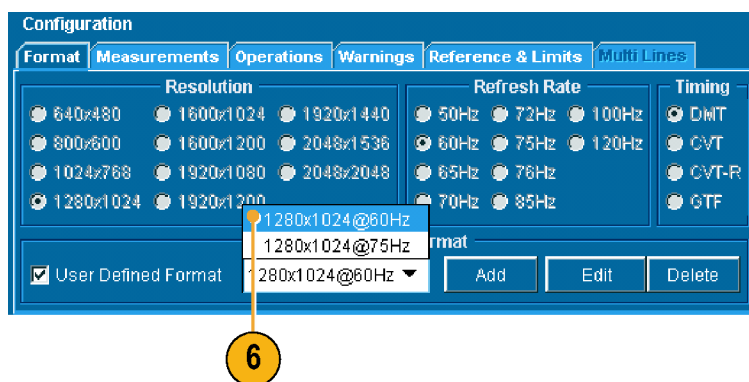 Configuration
Format Measurements Operations Warnings Reference & Limits Multi Lines
Resolution Refresh Rate Timing
640x480 1600x1024 1920x1440 50Hz 72Hz 100Hz DMT
800x600 1600x1200 2048x1536 60Hz 75Hz 120Hz CVT
1024x768 1920x1080 2048x2048 65Hz 76Hz CVT-R
1280x1024 1920x1200 70Hz 85Hz GTF
1280x1024@60Hz
1280x1024@75Hz
User Defined Format 1280x1024@60Hz Add Edit Delete
6